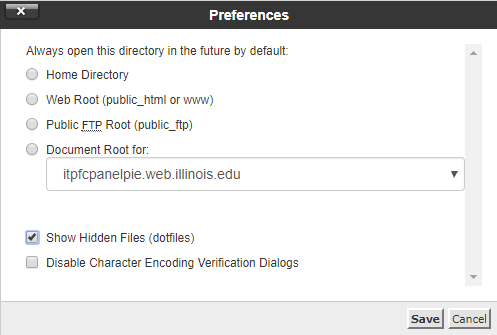 Preferences
Always open this directory in the future by default:
Home Directory
Web Root (public_html or www)
Public FTP Root (public_ftp)
Document Root for:
itpfcpanelpie.web.illinois.edu
Show Hidden Files (dotfiles)
Disable Character Encoding Verification Dialogs
Save Cancel